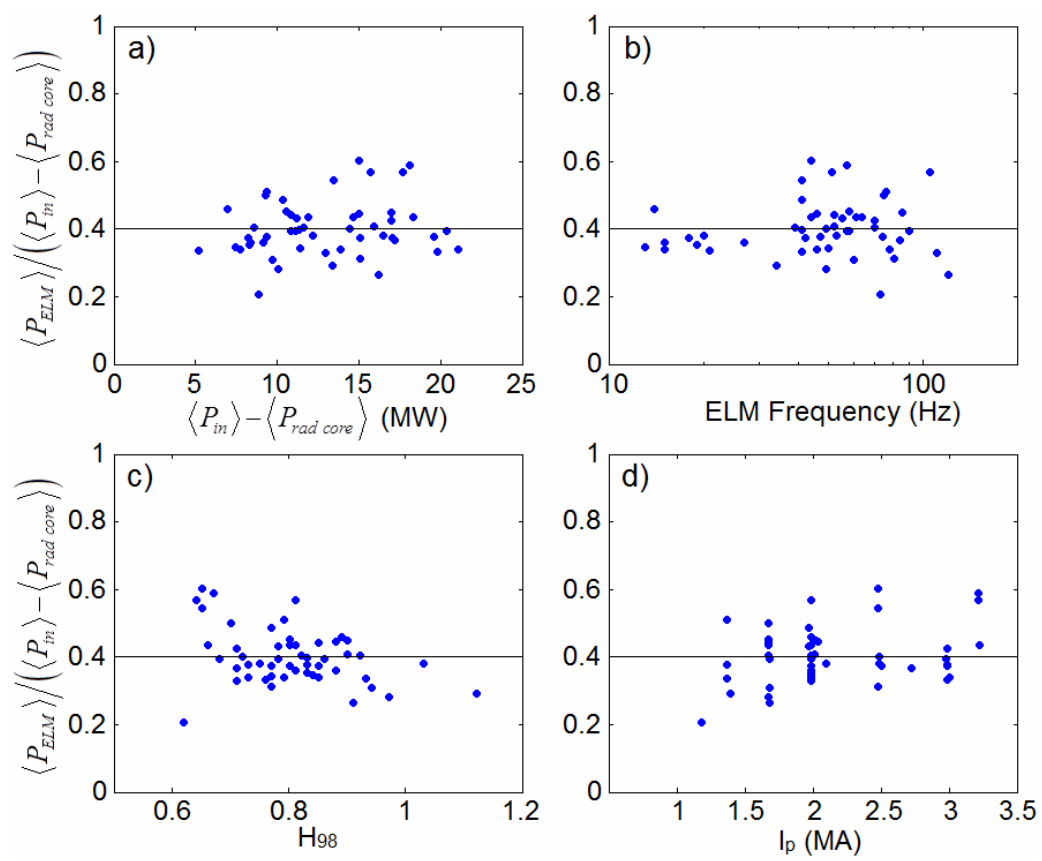 a)
1
0.8
0.6
0.4
0.2
0
0 5 10 15 20 25
⟨P_ELM⟩/(⟨P_in⟩−⟨P_rad core⟩)
⟨P_in⟩−⟨P_rad core⟩ (MW)
b)
1
0.8
0.6
0.4
0.2
0
10 100
ELM Frequency (Hz)
c)
1
0.8
0.6
0.4
0.2
0
0.6 0.8 1 1.2
⟨P_ELM⟩/(⟨P_in⟩−⟨P_rad core⟩)
H98
d)
1
0.8
0.6
0.4
0.2
0
1 1.5 2 2.5 3 3.5
Ip (MA)